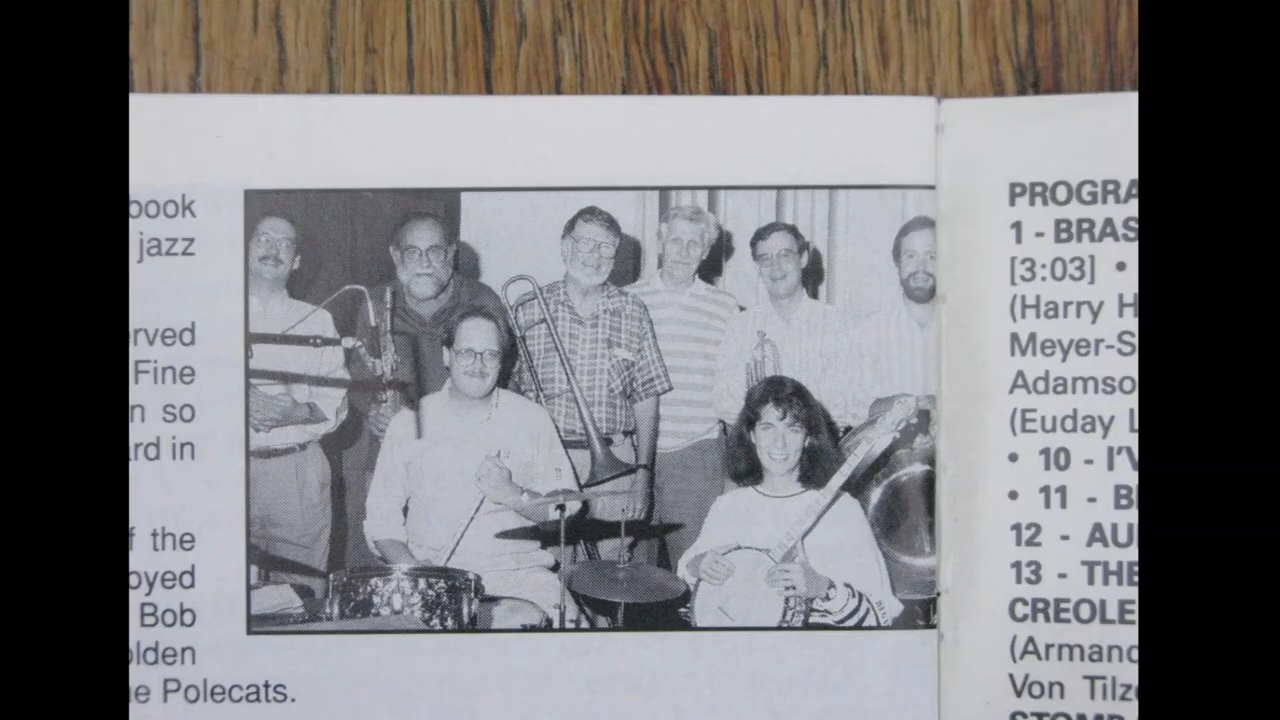 book
jazz
erved
Fine
n so
rd in
f the
oyed
Bob
olden
e Polecats.
PROGRA
1 - BRAS
[3:03] •
(Harry H
Meyer-S
Adamso
(Euday L
• 10 - I'V
• 11 - B
12 - AU
13 - THE
CREOLE
(Armand
Von Tilz
STOMP